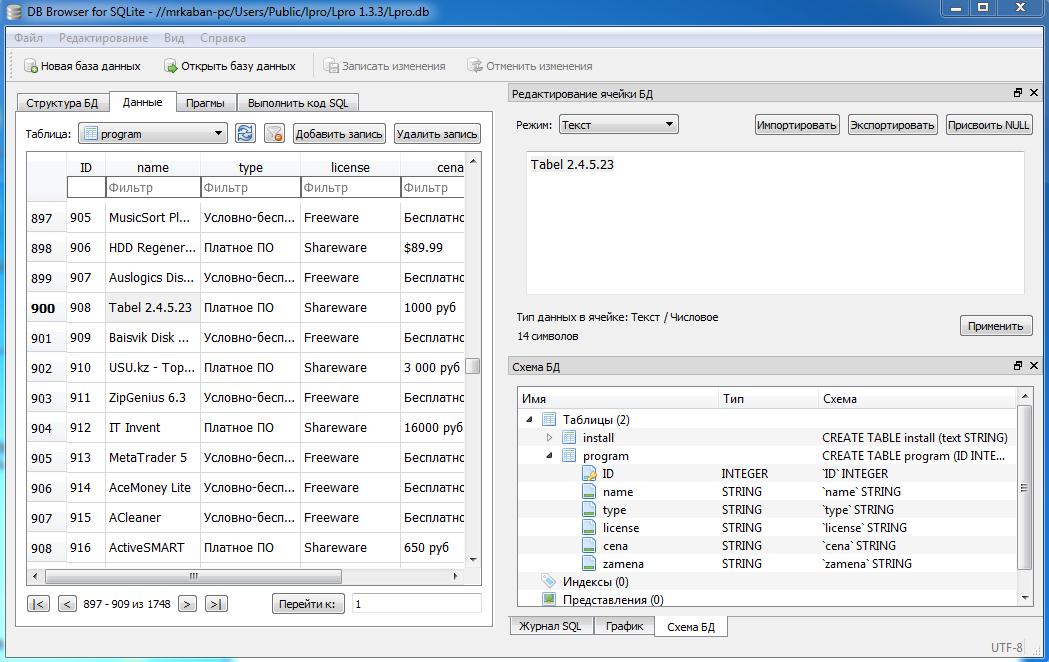 DB Browser for SQLite - //mrkaban-pc/Users/Public/lpro/Lpro 1.3.3/Lpro.db
Файл Редактирование Вид Справка
Новая база данных Открыть базу данных Записать изменения Отменить изменения
Структура БД Данные Прагмы Выполнить код SQL
Таблица: program Добавить запись Удалить запись
ID name type license cena
Фильтр Фильтр Фильтр Фильтр
897 905 MusicSort Pl... Условно-бесп... Freeware Бесплатно
898 906 HDD Regener... Платное ПО Shareware $89.99
899 907 Auslogics Dis... Условно-бесп... Freeware Бесплатно
900 908 Tabel 2.4.5.23 Платное ПО Shareware 1000 руб
901 909 Baisvik Disk ... Условно-бесп... Freeware Бесплатно
902 910 USU.kz - Top... Платное ПО Shareware 3 000 руб
903 911 ZipGenius 6.3 Условно-бесп... Freeware Бесплатно
904 912 IT Invent Платное ПО Shareware 16000 руб
905 913 MetaTrader 5 Условно-бесп... Freeware Бесплатно
906 914 AceMoney Lite Условно-бесп... Freeware Бесплатно
907 915 ACleaner Условно-бесп... Freeware Бесплатно
908 916 ActiveSMART Платное ПО Shareware 650 руб
|< < 897 - 909 из 1748 > >| Перейти к: 1
Редактирование ячейки БД
Режим: Текст Импортировать Экспортировать Присвоить NULL
Tabel 2.4.5.23
Тип данных в ячейке: Текст / Числовое
14 символов
Применить
Схема БД
Имя Тип Схема
Таблицы (2)
install CREATE TABLE install (text STRING)
program CREATE TABLE program (ID INTE...
ID INTEGER `ID` INTEGER
name STRING `name` STRING
type STRING `type` STRING
license STRING `license` STRING
cena STRING `cena` STRING
zamena STRING `zamena` STRING
Индексы (0)
Представления (0)
Журнал SQL График Схема БД
UTF-8